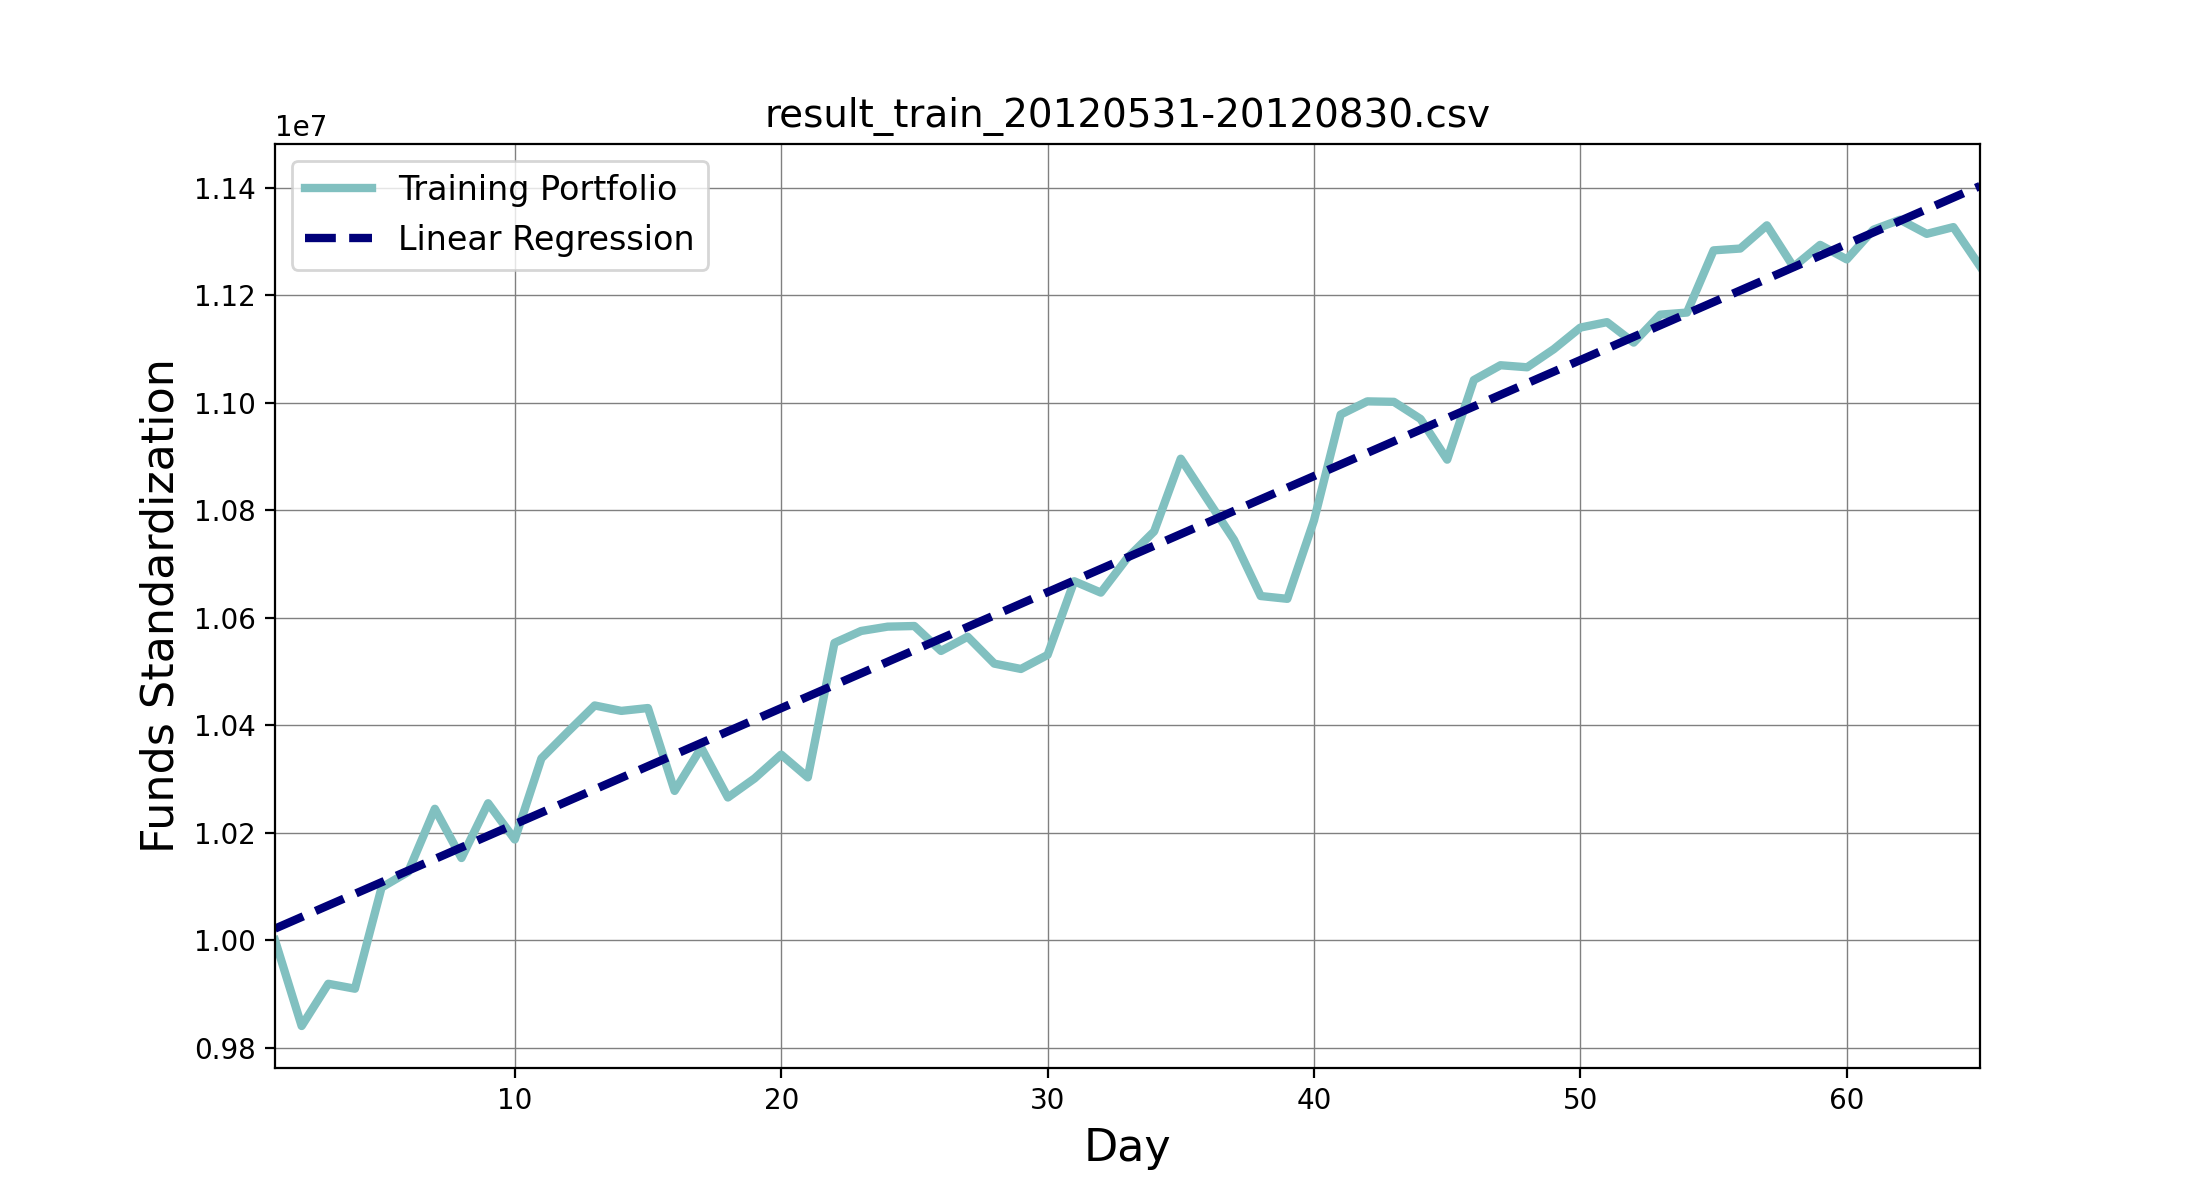 result_train_20120531-20120830.csv
1e7
Training Portfolio
Linear Regression
1.14
1.12
1.10
1.08
1.06
1.04
1.02
1.00
0.98
Funds Standardization
10 20 30 40 50 60
Day